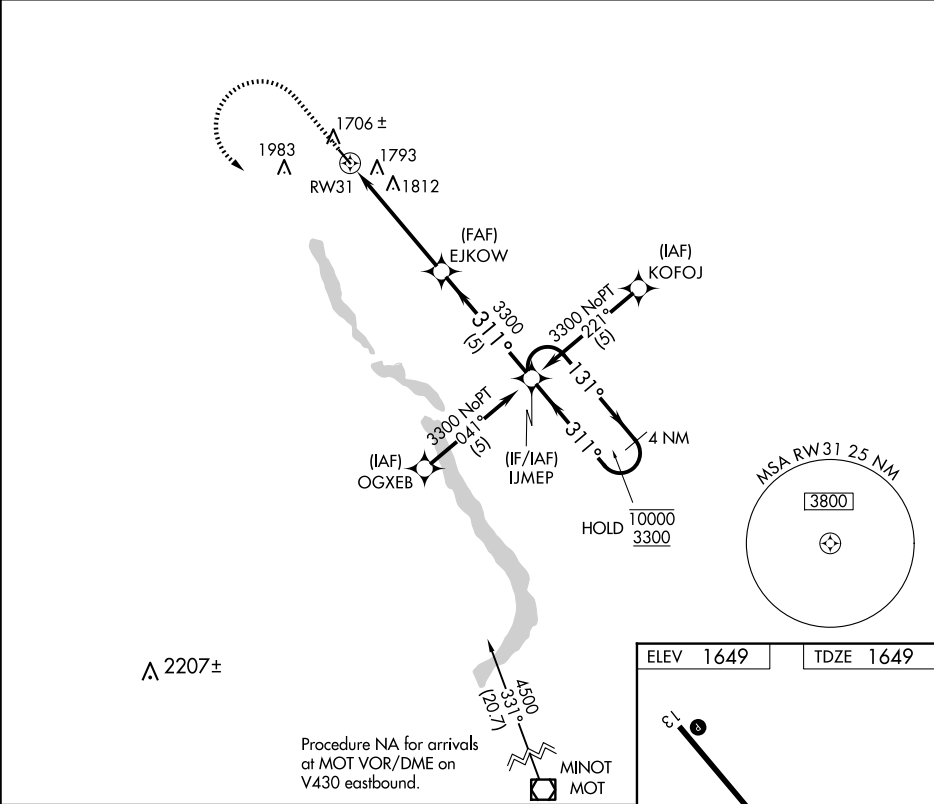 1706 ±
1983
1793
RW31
1812
(FAF)
EJKOW
(IAF)
KOFOJ
3300
311°
(5)
3300 NoPT
221°
(5)
131°
3300 NoPT
041°
(5)
311°
4 NM
(IAF)
OGXEB
(IF/IAF)
IJMEP
HOLD
10000
3300
MSA RW31 25 NM
3800
2207±
ELEV 1649
TDZE 1649
13
P
4500
331°
(20.7)
Procedure NA for arrivals
at MOT VOR/DME on
V430 eastbound.
MINOT
MOT